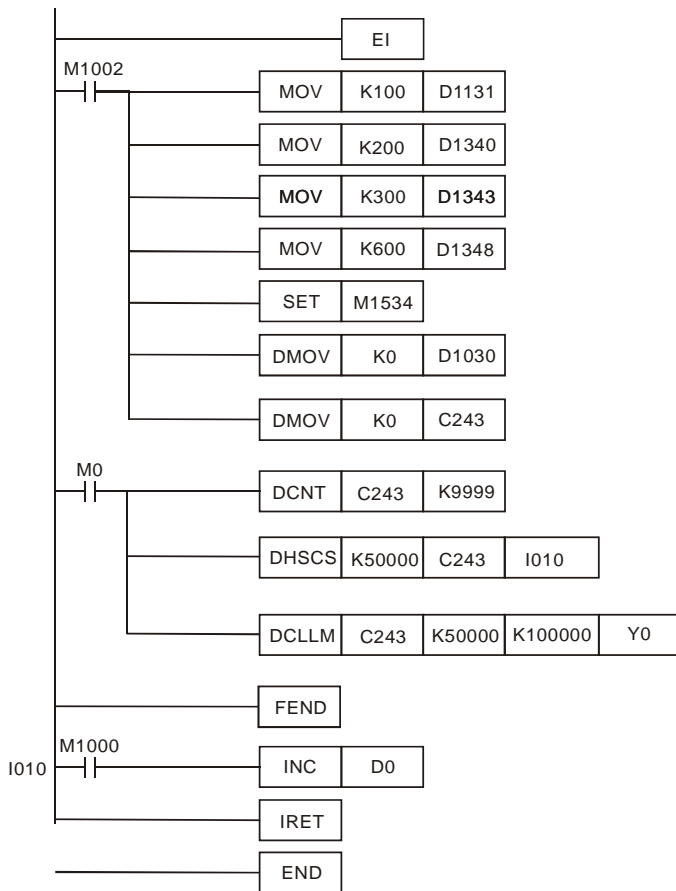 EI
M1002
MOV K100 D1131
MOV K200 D1340
MOV K300 D1343
MOV K600 D1348
SET M1534
DMOV K0 D1030
DMOV K0 C243
M0
DCNT C243 K9999
DHSCS K50000 C243 I010
DCLLM C243 K50000 K100000 Y0
FEND
M1000
I010 INC D0
IRET
END